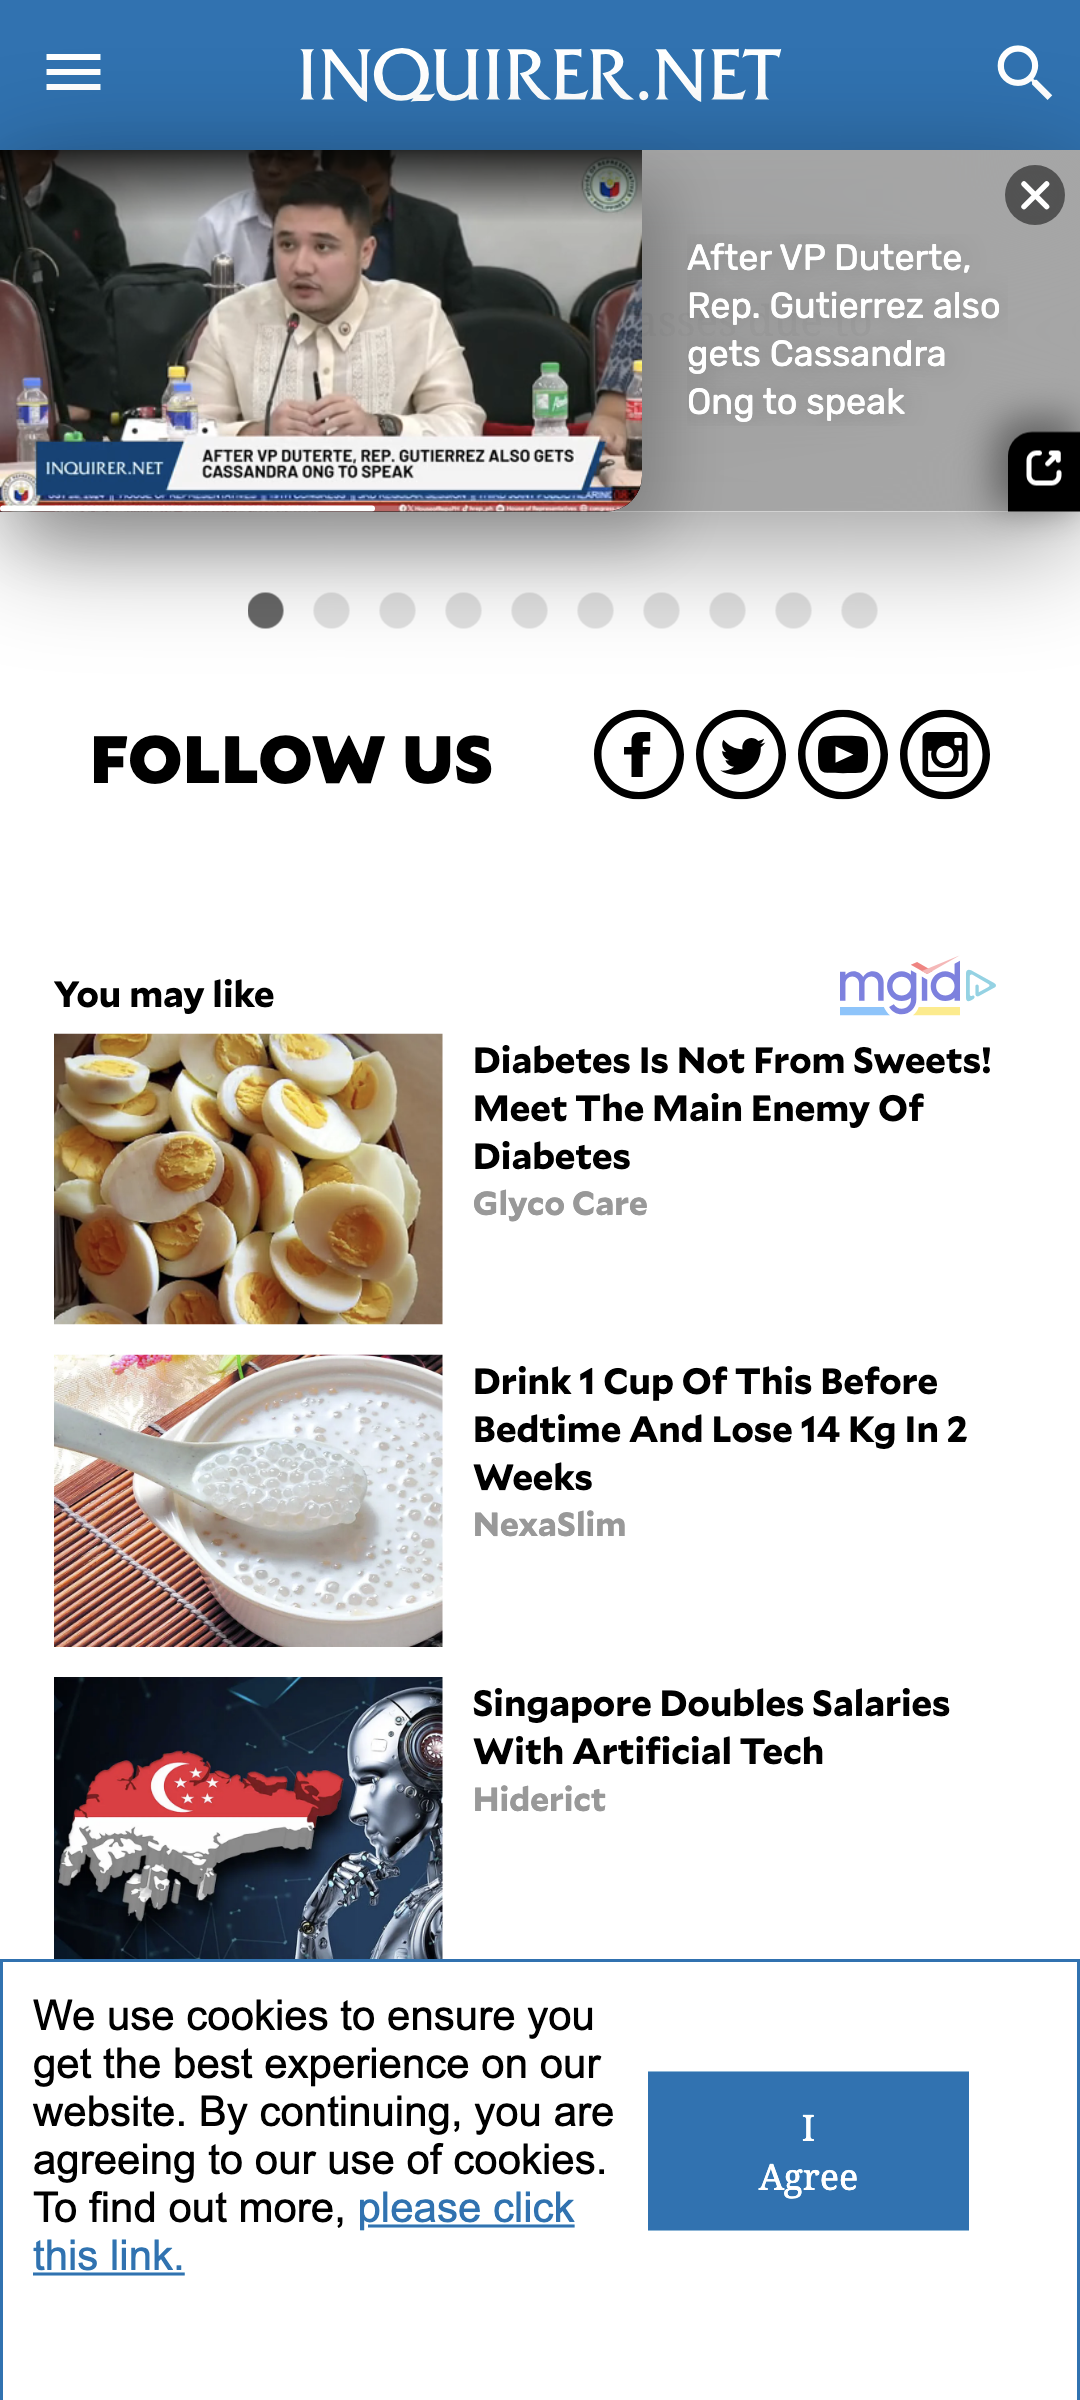 INQUIRER.NET
After VP Duterte,
Rep. Gutierrez also
gets Cassandra
Ong to speak
INQUIRER.NET
AFTER VP DUTERTE, REP. GUTIERREZ ALSO GETS
CASSANDRA ONG TO SPEAK
FOLLOW US
You may like
mgid
Diabetes Is Not From Sweets!
Meet The Main Enemy Of
Diabetes
Glyco Care
Drink 1 Cup Of This Before
Bedtime And Lose 14 Kg In 2
Weeks
NexaSlim
Singapore Doubles Salaries
With Artificial Tech
Hiderict
We use cookies to ensure you
get the best experience on our
website. By continuing, you are
agreeing to our use of cookies.
To find out more, please click
this link.
I
Agree